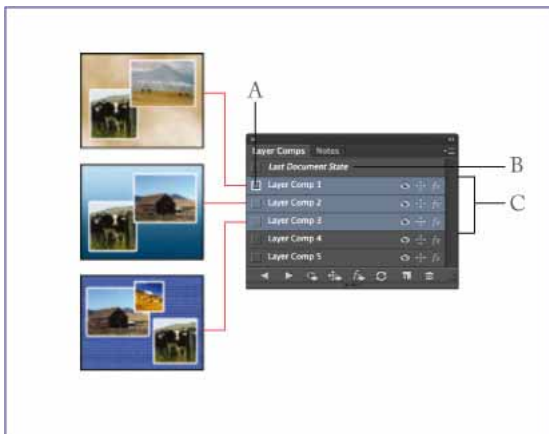 A
Layer Comps Notes
Last Document State
B
Layer Comp 1
Layer Comp 2
C
Layer Comp 3
Layer Comp 4
Layer Comp 5